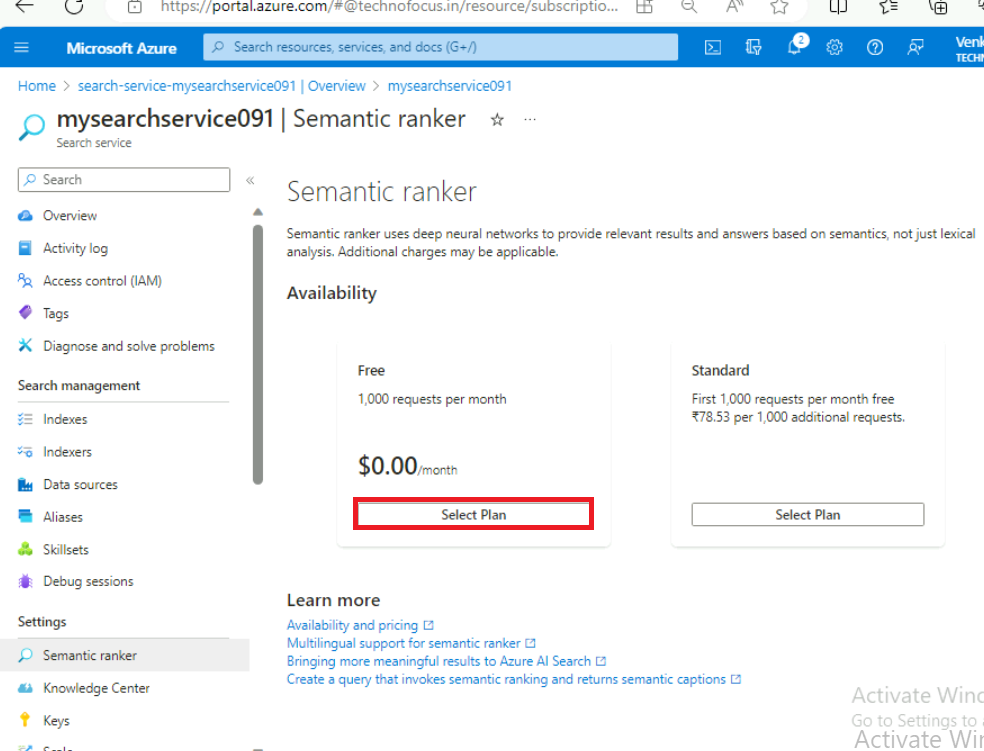 https://portal.azure.com/#@technofocus.in/resource/subscriptio...
Microsoft Azure
Search resources, services, and docs (G+/)
2
Venk
TECHN
Home > search-service-mysearchservice091 | Overview > mysearchservice091
mysearchservice091 | Semantic ranker
Search service
Search
Overview
Activity log
Access control (IAM)
Tags
Diagnose and solve problems
Search management
Indexes
Indexers
Data sources
Aliases
Skillsets
Debug sessions
Settings
Semantic ranker
Knowledge Center
Keys
Semantic ranker
Semantic ranker uses deep neural networks to provide relevant results and answers based on semantics, not just lexical
analysis. Additional charges may be applicable.
Availability
Free
1,000 requests per month
$0.00/month
Select Plan
Standard
First 1,000 requests per month free
₹78.53 per 1,000 additional requests.
Select Plan
Learn more
Availability and pricing
Multilingual support for semantic ranker
Bringing more meaningful results to Azure AI Search
Create a query that invokes semantic ranking and returns semantic captions
Activate Wind
Go to Settings to a
Activate Wi